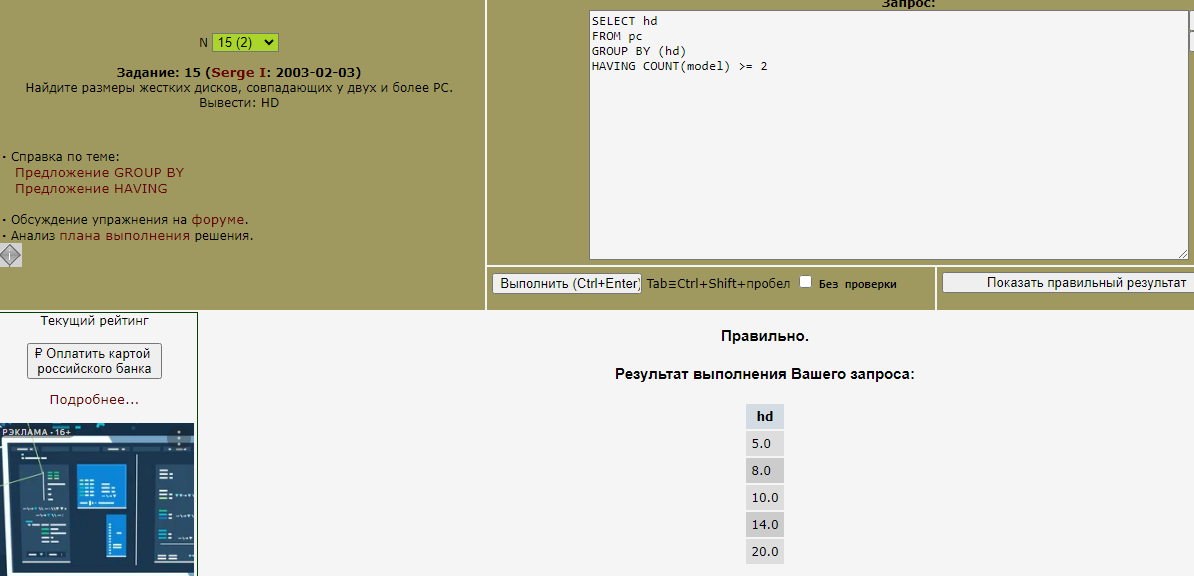 N 15 (2)
Задание: 15 (Serge I: 2003-02-03)
Найдите размеры жестких дисков, совпадающих у двух и более PC.
Вывести: HD
· Справка по теме:
Предложение GROUP BY
Предложение HAVING
· Обсуждение упражнения на форуме.
· Анализ плана выполнения решения.
Запрос:
SELECT hd
FROM pc
GROUP BY (hd)
HAVING COUNT(model) >= 2
Выполнить (Ctrl+Enter) Tab≡Ctrl+Shift+пробел Без проверки
Показать правильный результат
Текущий рейтинг
₽ Оплатить картой
российского банка
Подробнее...
РЭКЛАМА • 16+
Правильно.
Результат выполнения Вашего запроса:
hd
5.0
8.0
10.0
14.0
20.0